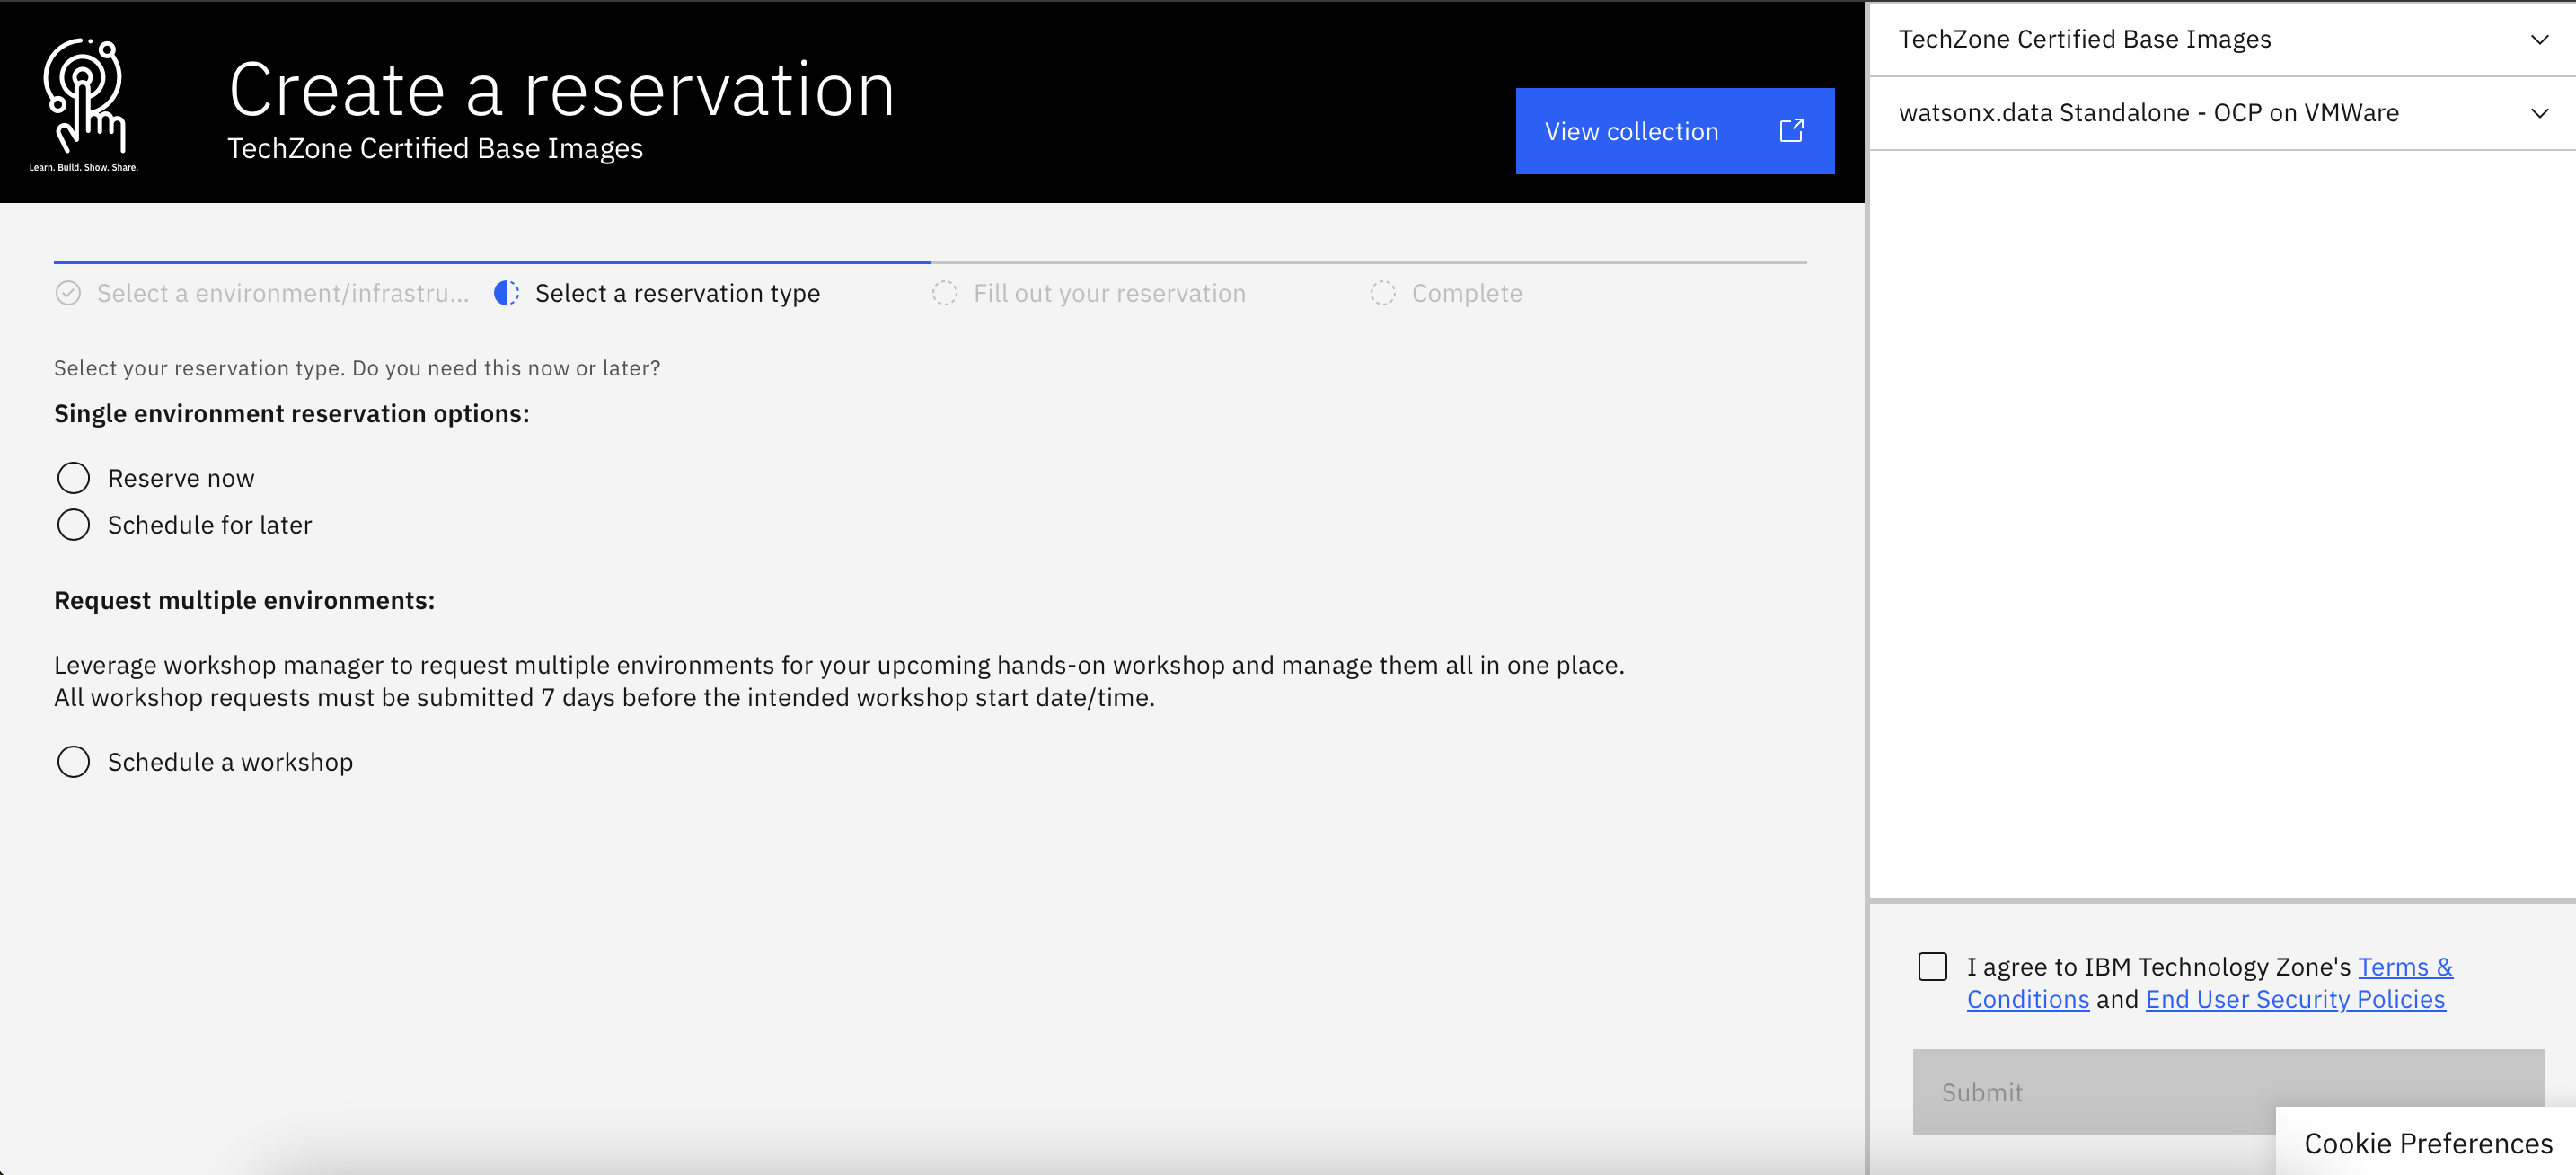 Learn. Build. Show. Share.
Create a reservation
TechZone Certified Base Images
View collection
Select a environment/infrastru...
Select a reservation type
Fill out your reservation
Complete
Select your reservation type. Do you need this now or later?
Single environment reservation options:
Reserve now
Schedule for later
Request multiple environments:
Leverage workshop manager to request multiple environments for your upcoming hands-on workshop and manage them all in one place.
All workshop requests must be submitted 7 days before the intended workshop start date/time.
Schedule a workshop
TechZone Certified Base Images
watsonx.data Standalone - OCP on VMWare
I agree to IBM Technology Zone's Terms &
Conditions and End User Security Policies
Submit
Cookie Preferences